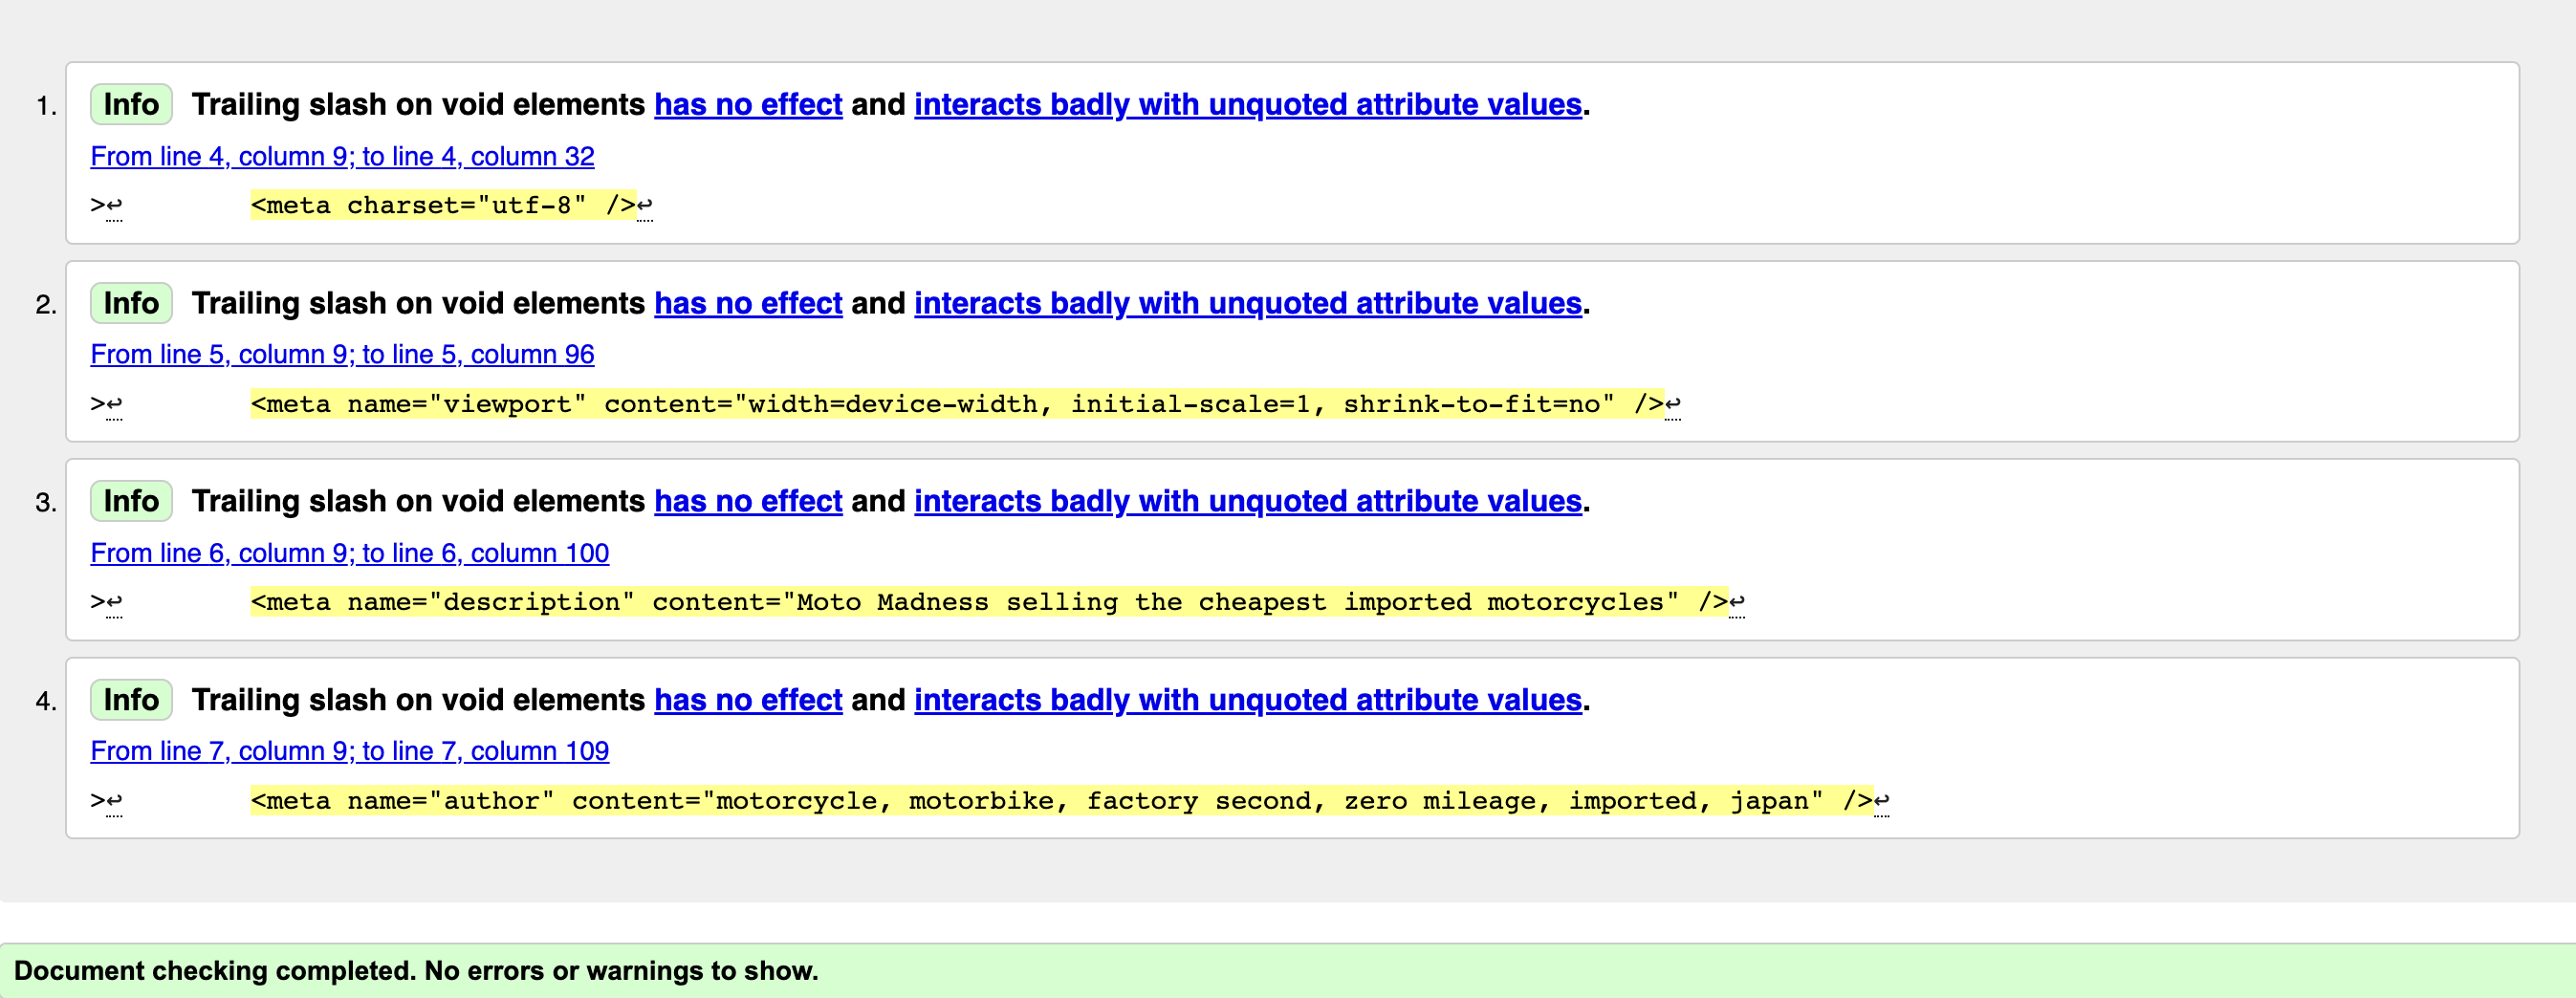 1. Info Trailing slash on void elements has no effect and interacts badly with unquoted attribute values.
From line 4, column 9; to line 4, column 32
>↩ <meta charset="utf-8" />↩
2. Info Trailing slash on void elements has no effect and interacts badly with unquoted attribute values.
From line 5, column 9; to line 5, column 96
>↩ <meta name="viewport" content="width=device-width, initial-scale=1, shrink-to-fit=no" />↩
3. Info Trailing slash on void elements has no effect and interacts badly with unquoted attribute values.
From line 6, column 9; to line 6, column 100
>↩ <meta name="description" content="Moto Madness selling the cheapest imported motorcycles" />↩
4. Info Trailing slash on void elements has no effect and interacts badly with unquoted attribute values.
From line 7, column 9; to line 7, column 109
>↩ <meta name="author" content="motorcycle, motorbike, factory second, zero mileage, imported, japan" />↩
Document checking completed. No errors or warnings to show.